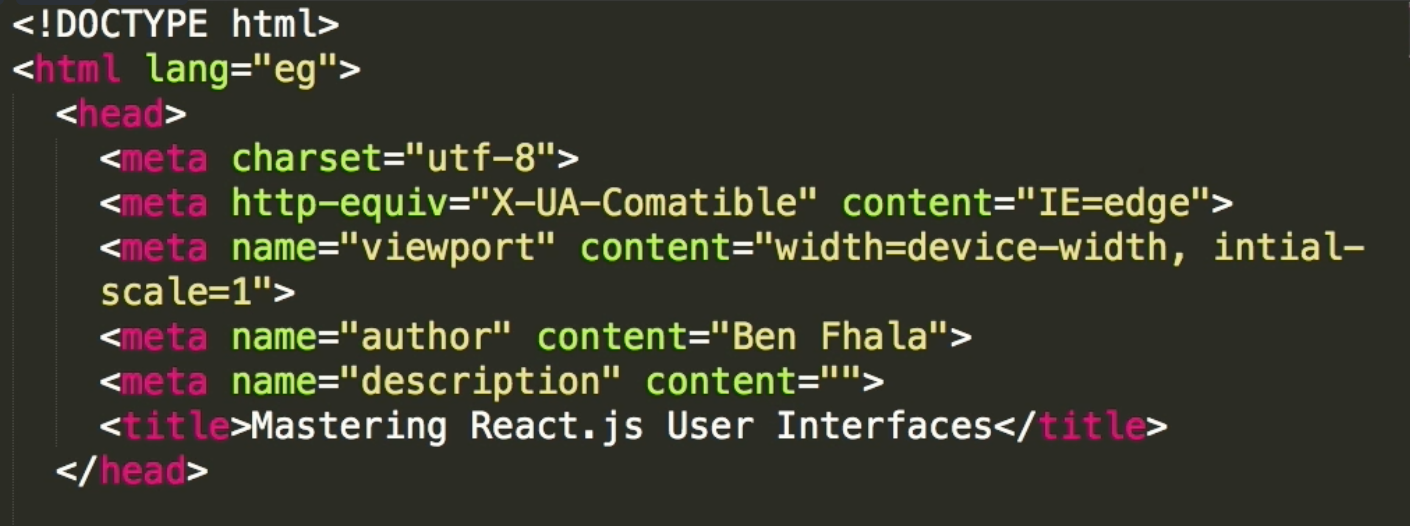 <!DOCTYPE html>
<html lang="eg">
<head>
<meta charset="utf-8">
<meta http-equiv="X-UA-Comatible" content="IE=edge">
<meta name="viewport" content="width=device-width, intial-
scale=1">
<meta name="author" content="Ben Fhala">
<meta name="description" content="">
<title>Mastering React.js User Interfaces</title>
</head>